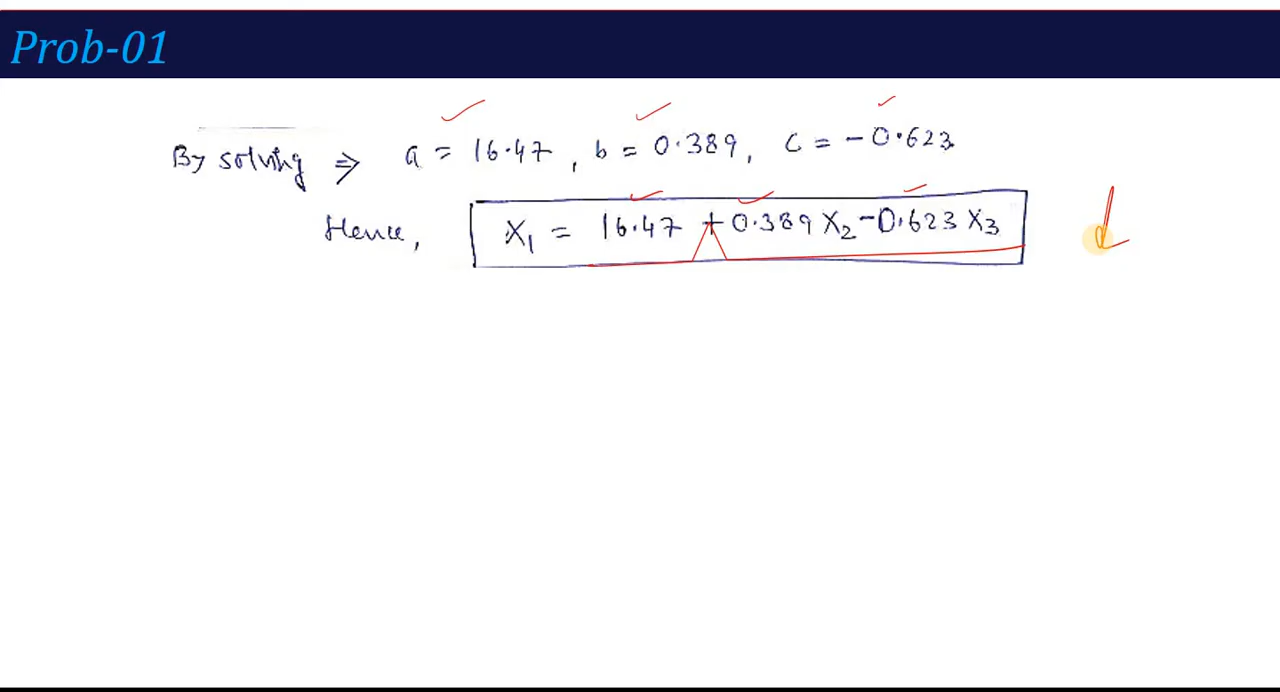 Prob-01
By solving ⇒ a = 16.47, b = 0.389, c = -0.623
Hence, X₁ = 16.47 + 0.389 X₂ - 0.623 X₃
d